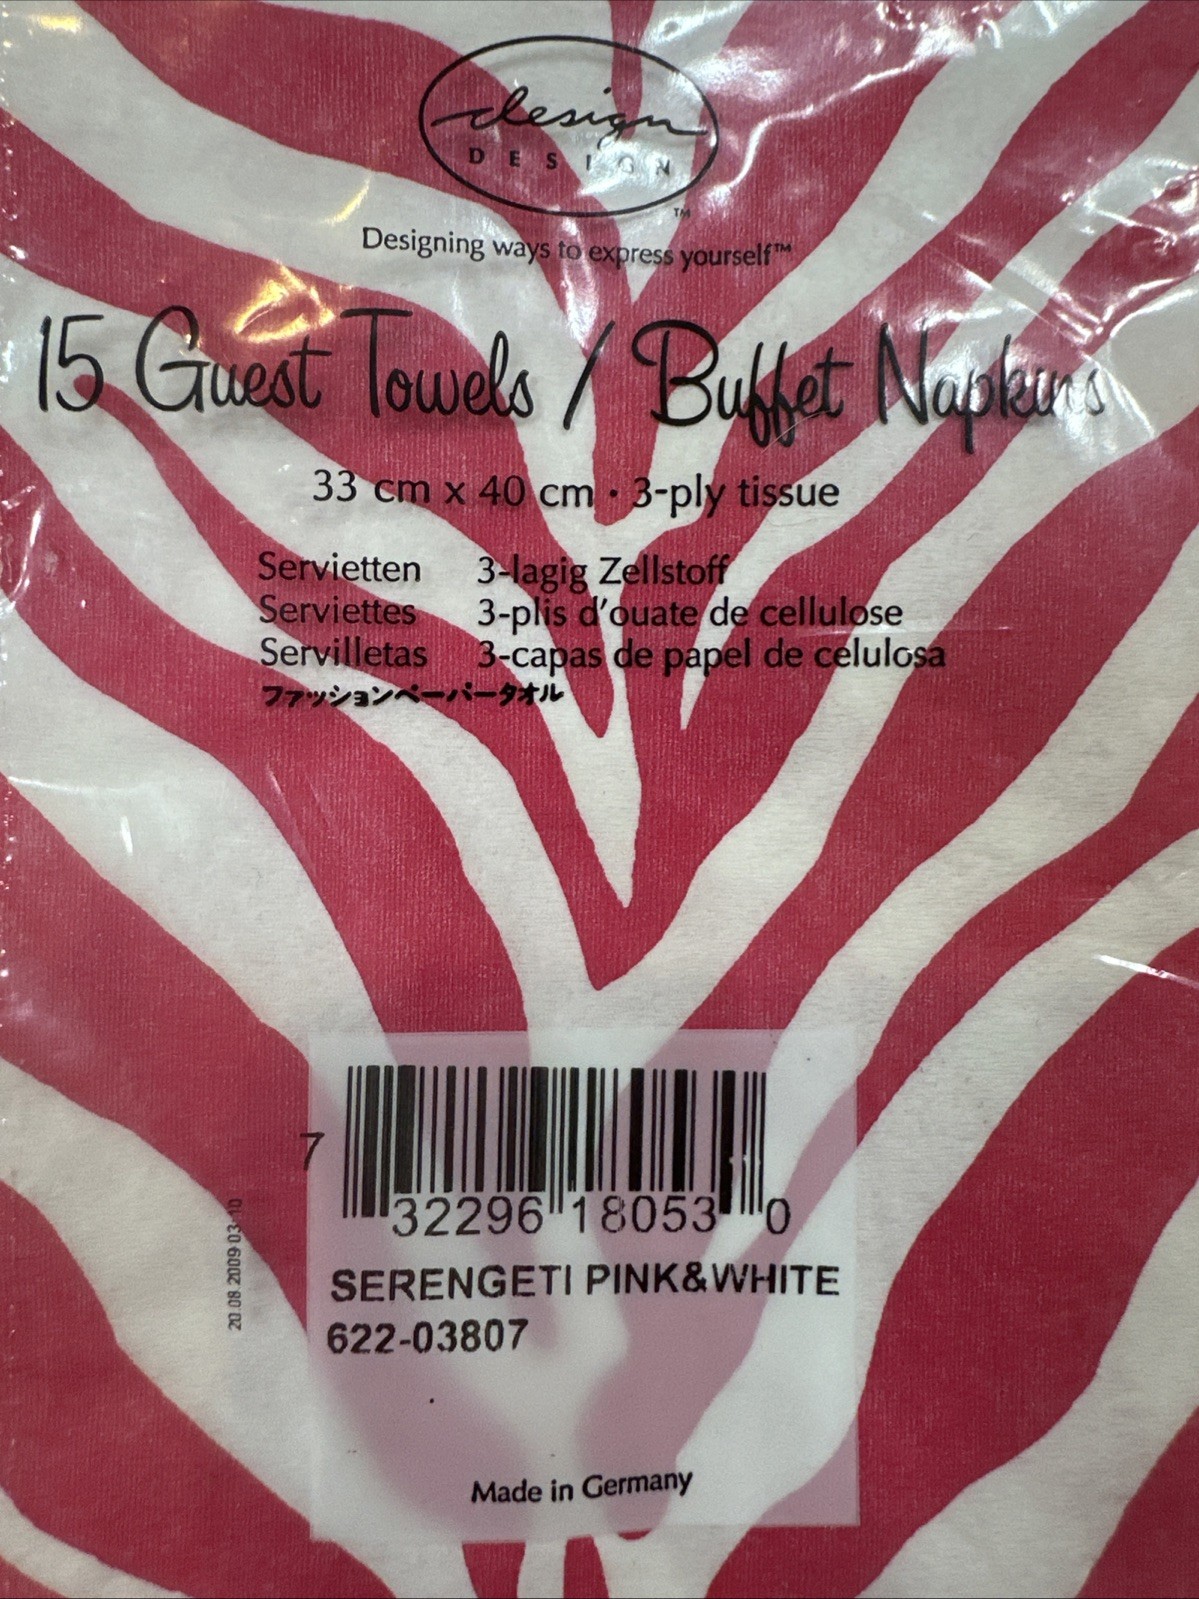 design
DESIGN
TM
Designing ways to express yourself™
15 Guest Towels / Buffet Napkins
33 cm x 40 cm · 3-ply tissue
Servietten 3-lagig Zellstoff
Serviettes 3-plis d'ouate de cellulose
Servilletas 3-capas de papel de celulosa
ファッションペーパータオル
7 32296 18053 0
SERENGETI PINK&WHITE
622-03807
20.08.2009 03:10
Made in Germany